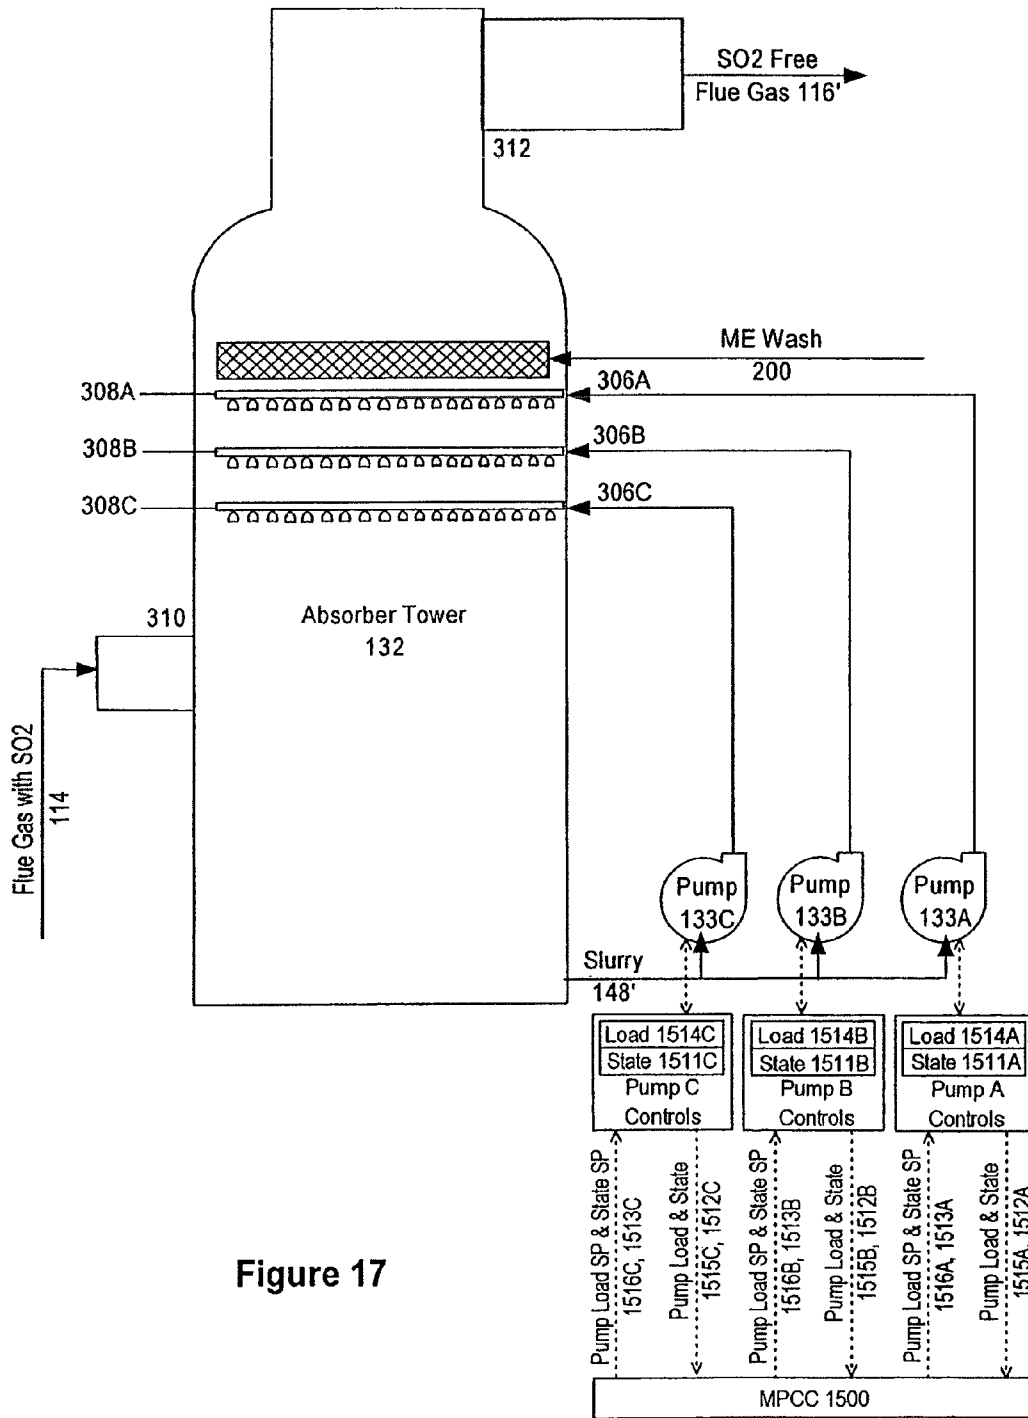 SO2 Free
Flue Gas 116'
312
ME Wash
200
308A
306A
308B
306B
308C
306C
310
Absorber Tower
132
Flue Gas with SO2
114
Pump
133C
Pump
133B
Pump
133A
Slurry
148'
Load 1514C
State 1511C
Pump C
Controls
Load 1514B
State 1511B
Pump B
Controls
Load 1514A
State 1511A
Pump A
Controls
Pump Load SP & State SP
1516C, 1513C
Pump Load & State
1515C, 1512C
Pump Load SP & State SP
1516B, 1513B
Pump Load & State
1515B, 1512B
Pump Load SP & State SP
1516A, 1513A
Pump Load & State
1515A, 1512A
Figure 17
MPCC 1500